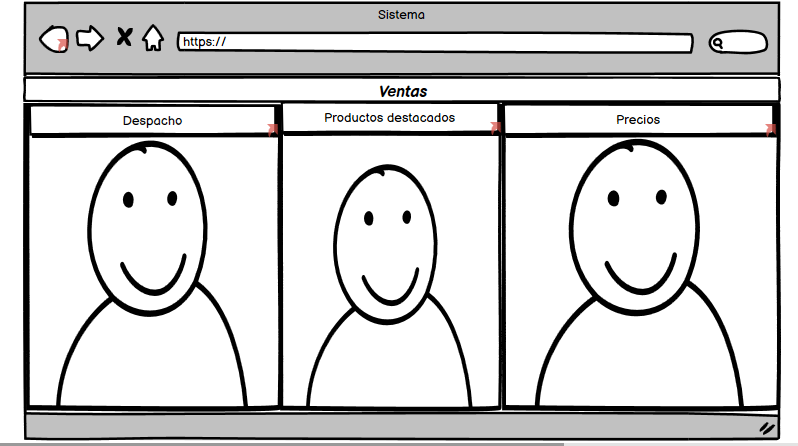 Sistema
https://
Ventas
Despacho
Productos destacados
Precios